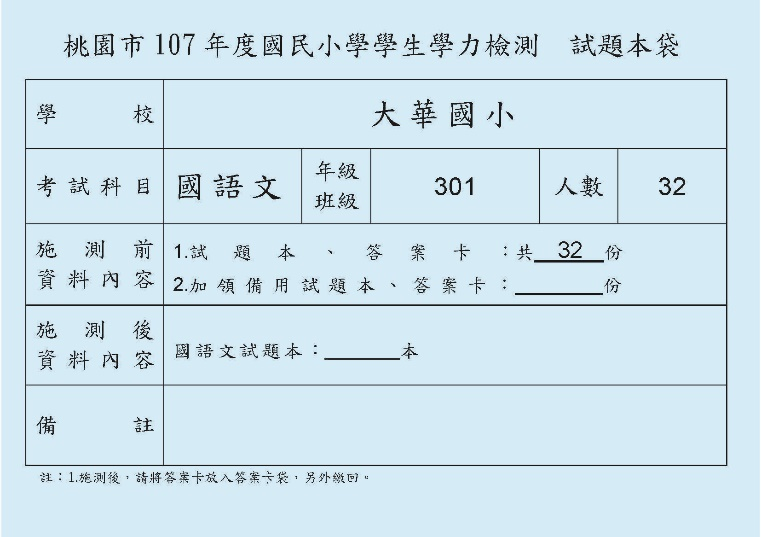 桃園市 107 年度國民小學學生學力檢測　試題本袋
學校　大華國小
考試科目　國語文　年級班級　301　人數　32
施測前資料內容　1.試題本、答案卡：共 32 份
2.加領備用試題本、答案卡：______份
施測後資料內容　國語文試題本：______本
備註
註：1.施測後，請將答案卡放入答案卡袋，另外繳回。